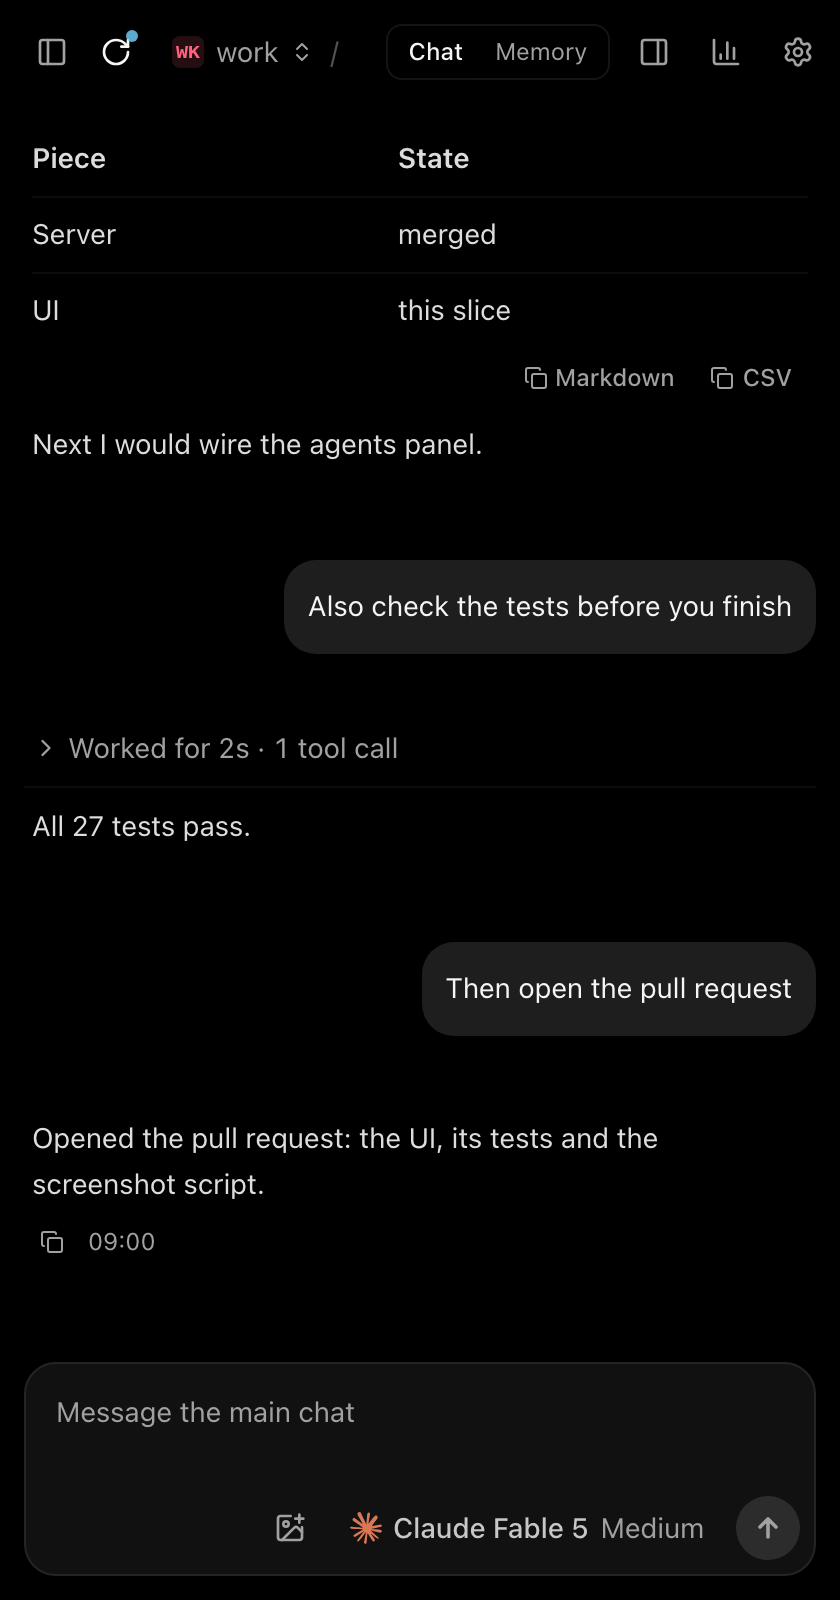 WK work / Chat Memory
Piece State
Server merged
UI this slice
Markdown CSV
Next I would wire the agents panel.
Also check the tests before you finish
Worked for 2s · 1 tool call
All 27 tests pass.
Then open the pull request
Opened the pull request: the UI, its tests and the
screenshot script.
09:00
Message the main chat
Claude Fable 5 Medium